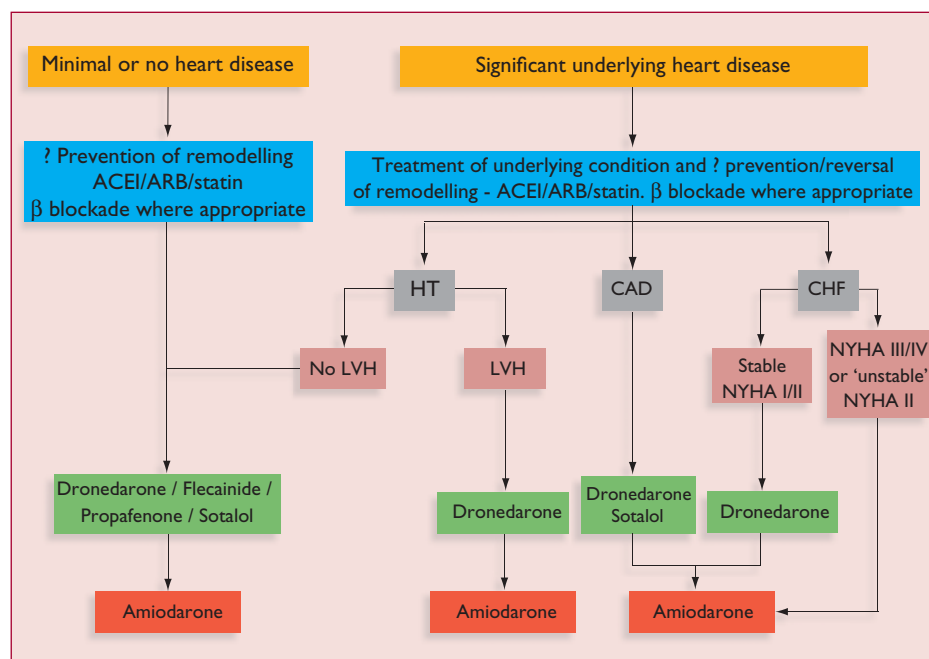 Minimal or no heart disease
Significant underlying heart disease
? Prevention of remodelling
ACEI/ARB/statin
β blockade where appropriate
Treatment of underlying condition and ? prevention/reversal
of remodelling - ACEI/ARB/statin. β blockade where appropriate
HT
CAD
CHF
No LVH
LVH
Stable
NYHA I/II
NYHA III/IV
or ‘unstable’
NYHA II
Dronedarone / Flecainide /
Propafenone / Sotalol
Dronedarone
Dronedarone
Sotalol
Dronedarone
Amiodarone
Amiodarone
Amiodarone